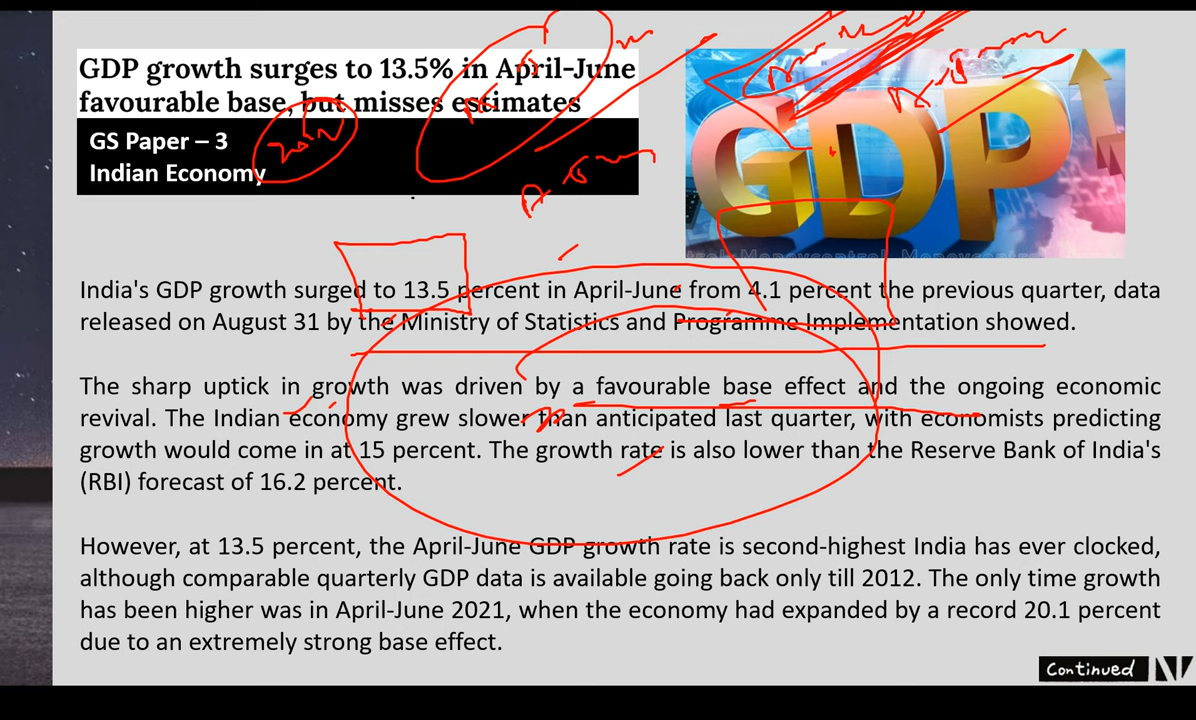 GDP growth surges to 13.5% in April-June
favourable base, but misses estimates
GS Paper – 3
Indian Economy
GDP
India's GDP growth surged to 13.5 percent in April-June from 4.1 percent the previous quarter, data
released on August 31 by the Ministry of Statistics and Programme Implementation showed.
The sharp uptick in growth was driven by a favourable base effect and the ongoing economic
revival. The Indian economy grew slower than anticipated last quarter, with economists predicting
growth would come in at 15 percent. The growth rate is also lower than the Reserve Bank of India's
(RBI) forecast of 16.2 percent.
However, at 13.5 percent, the April-June GDP growth rate is second-highest India has ever clocked,
although comparable quarterly GDP data is available going back only till 2012. The only time growth
has been higher was in April-June 2021, when the economy had expanded by a record 20.1 percent
due to an extremely strong base effect.
Continued